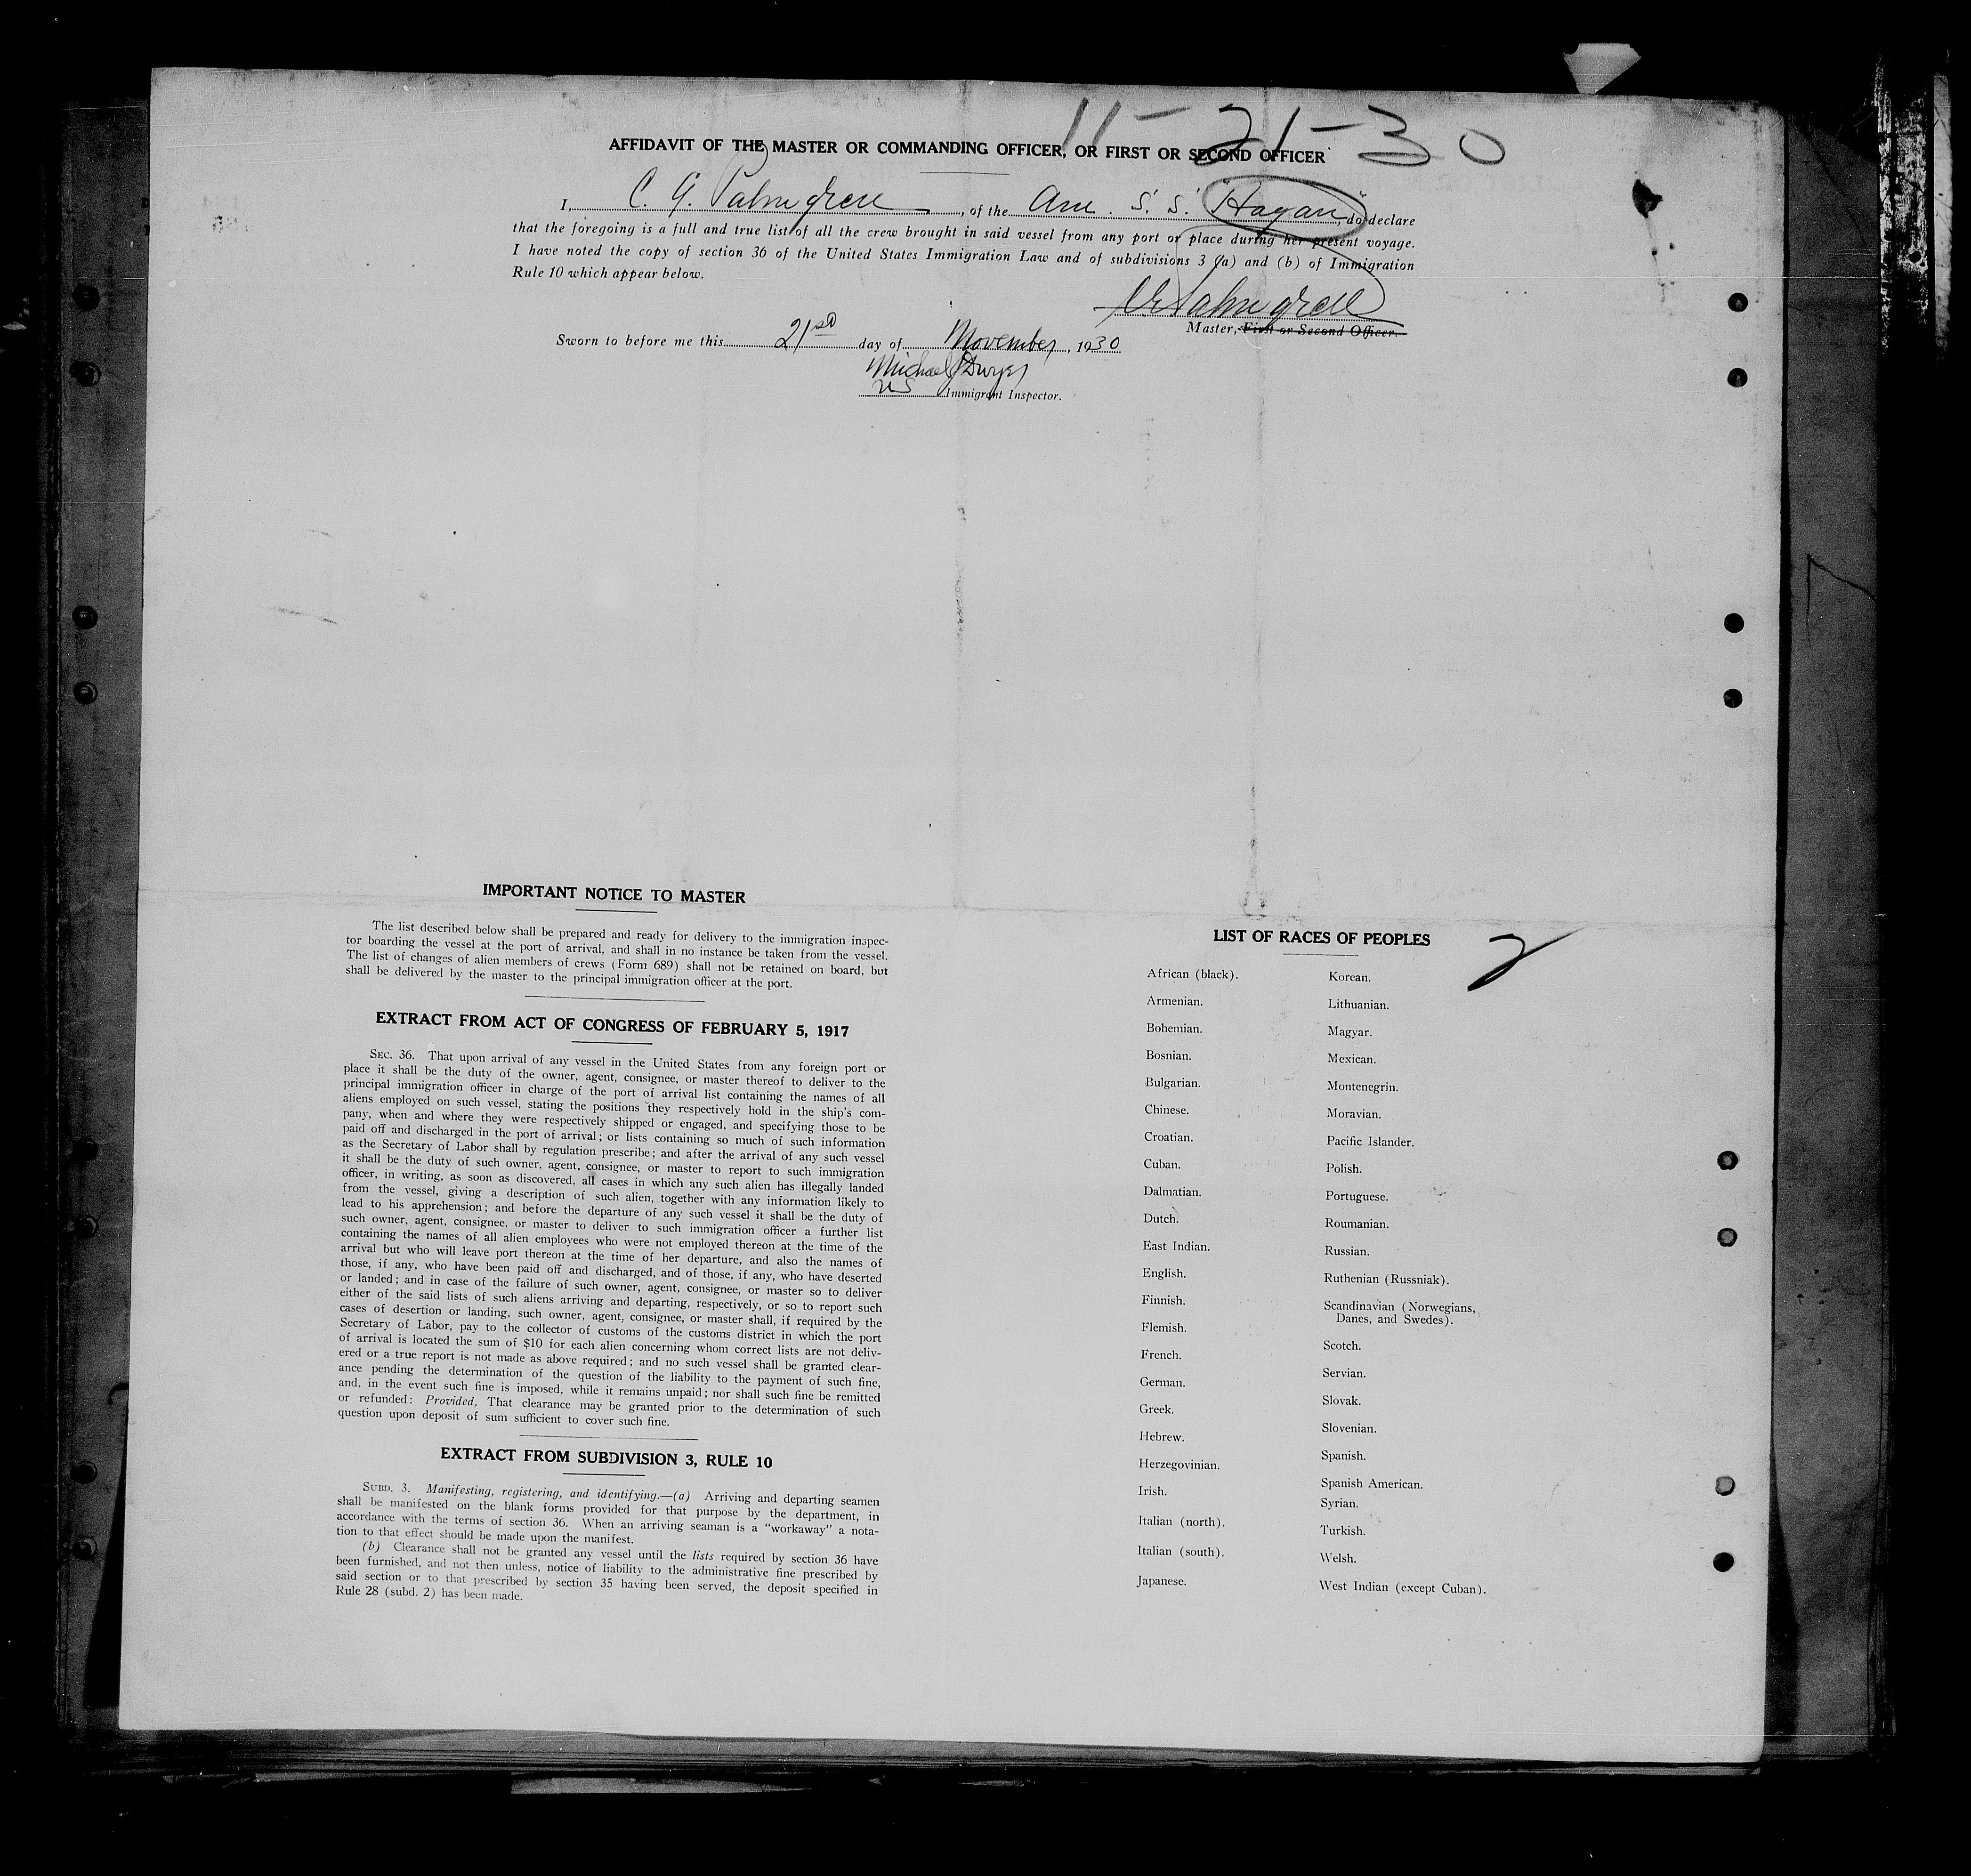 11-21-30
AFFIDAVIT OF THE MASTER OR COMMANDING OFFICER, OR FIRST OR SECOND OFFICER
I, C. G. Palmgren, of the Am. S. S. "Hagan", do declare
that the foregoing is a full and true list of all the crew brought in said vessel from any port or place during her present voyage.
I have noted the copy of section 36 of the United States Immigration Law and of subdivisions 3 (a) and (b) of Immigration
Rule 10 which appear below.
Palmgren
Master, First or Second Officer.
Sworn to before me this 21st day of November, 1930
Michael J Dwyer
US Immigrant Inspector.
IMPORTANT NOTICE TO MASTER
The list described below shall be prepared and ready for delivery to the immigration inspec-
tor boarding the vessel at the port of arrival, and shall in no instance be taken from the vessel.
The list of changes of alien members of crews (Form 689) shall not be retained on board, but
shall be delivered by the master to the principal immigration officer at the port.
EXTRACT FROM ACT OF CONGRESS OF FEBRUARY 5, 1917
SEC. 36. That upon arrival of any vessel in the United States from any foreign port or
place it shall be the duty of the owner, agent, consignee, or master thereof to deliver to the
principal immigration officer in charge of the port of arrival list containing the names of all
aliens employed on such vessel, stating the positions they respectively hold in the ship's com-
pany, when and where they were respectively shipped or engaged, and specifying those to be
paid off and discharged in the port of arrival; or lists containing so much of such information
as the Secretary of Labor shall by regulation prescribe; and after the arrival of any such vessel
it shall be the duty of such owner, agent, consignee, or master to report to such immigration
officer, in writing, as soon as discovered, all cases in which any such alien has illegally landed
from the vessel, giving a description of such alien, together with any information likely to
lead to his apprehension; and before the departure of any such vessel it shall be the duty of
such owner, agent, consignee, or master to deliver to such immigration officer a further list
containing the names of all alien employees who were not employed thereon at the time of the
arrival but who will leave port thereon at the time of her departure, and also the names of
those, if any, who have been paid off and discharged, and of those, if any, who have deserted
or landed; and in case of the failure of such owner, agent, consignee, or master so to deliver
either of the said lists of such aliens arriving and departing, respectively, or so to report such
cases of desertion or landing, such owner, agent, consignee, or master shall, if required by the
Secretary of Labor, pay to the collector of customs of the customs district in which the port
of arrival is located the sum of $10 for each alien concerning whom correct lists are not deliv-
ered or a true report is not made as above required; and no such vessel shall be granted clear-
ance pending the determination of the question of the liability to the payment of such fine,
and, in the event such fine is imposed, while it remains unpaid; nor shall such fine be remitted
or refunded: Provided, That clearance may be granted prior to the determination of such
question upon deposit of sum sufficient to cover such fine.
EXTRACT FROM SUBDIVISION 3, RULE 10
SUBD. 3. Manifesting, registering, and identifying.—(a) Arriving and departing seamen
shall be manifested on the blank forms provided for that purpose by the department, in
accordance with the terms of section 36. When an arriving seaman is a "workaway" a nota-
tion to that effect should be made upon the manifest.
(b) Clearance shall not be granted any vessel until the lists required by section 36 have
been furnished, and not then unless, notice of liability to the administrative fine prescribed by
said section or to that prescribed by section 35 having been served, the deposit specified in
Rule 28 (subd. 2) has been made.
LIST OF RACES OF PEOPLES
2
African (black).
Armenian.
Bohemian.
Bosnian.
Bulgarian.
Chinese.
Croatian.
Cuban.
Dalmatian.
Dutch.
East Indian.
English.
Finnish.
Flemish.
French.
German.
Greek.
Hebrew.
Herzegovinian.
Irish.
Italian (north).
Italian (south).
Japanese.
Korean.
Lithuanian.
Magyar.
Mexican.
Montenegrin.
Moravian.
Pacific Islander.
Polish.
Portuguese.
Roumanian.
Russian.
Ruthenian (Russniak).
Scandinavian (Norwegians,
Danes, and Swedes).
Scotch.
Servian.
Slovak.
Slovenian.
Spanish.
Spanish American.
Syrian.
Turkish.
Welsh.
West Indian (except Cuban).